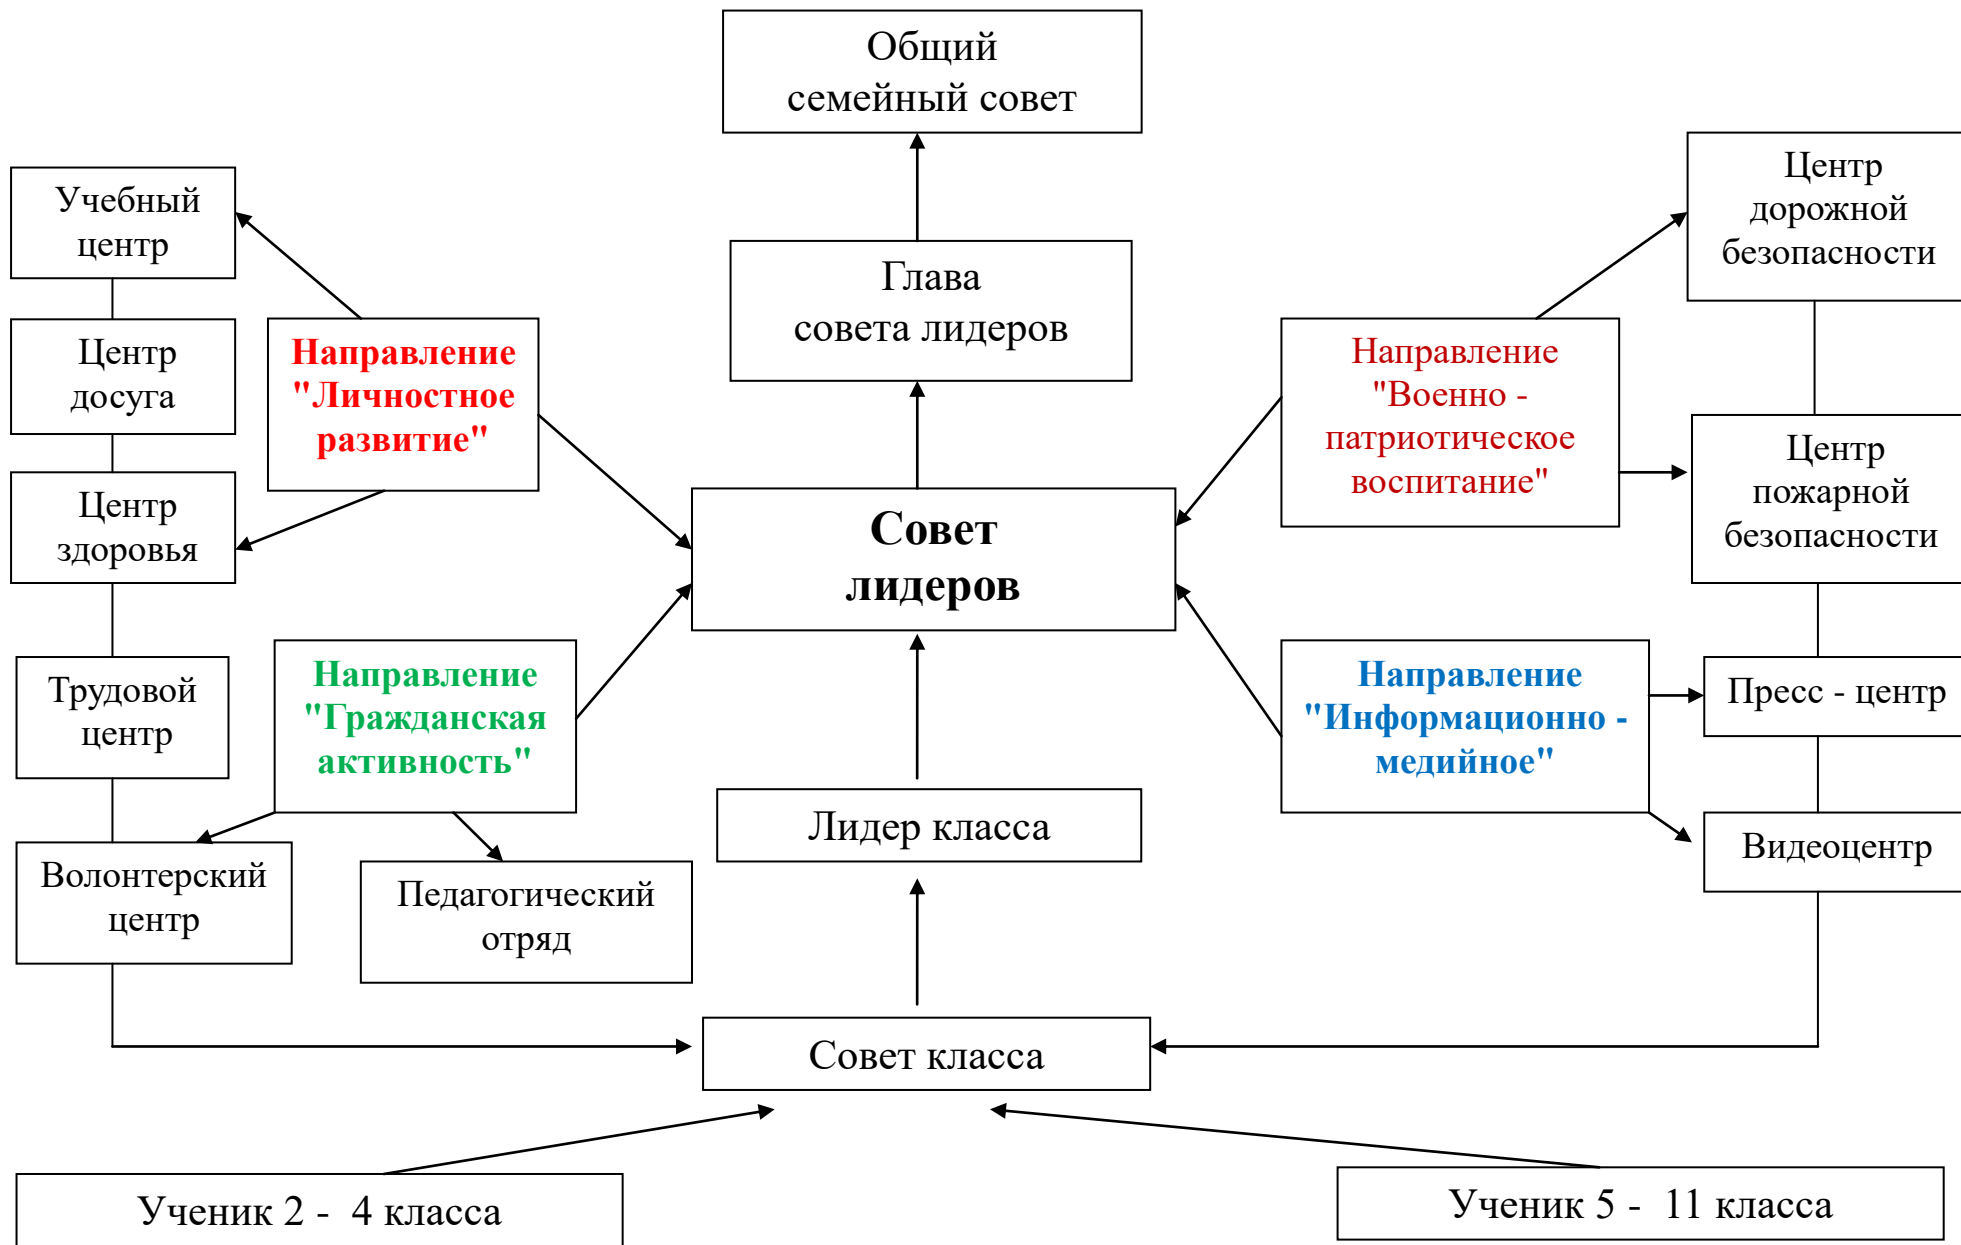 Общий
семейный совет
Учебный
центр
Центр
дорожной
безопасности
Глава
совета лидеров
Центр
досуга
Направление
"Личностное
развитие"
Направление
"Военно -
патриотическое
воспитание"
Центр
здоровья
Центр
пожарной
безопасности
Совет
лидеров
Трудовой
центр
Направление
"Гражданская
активность"
Направление
"Информационно -
медийное"
Пресс - центр
Лидер класса
Видеоцентр
Волонтерский
центр
Педагогический
отряд
Совет класса
Ученик 2 -  4 класса
Ученик 5 -  11 класса